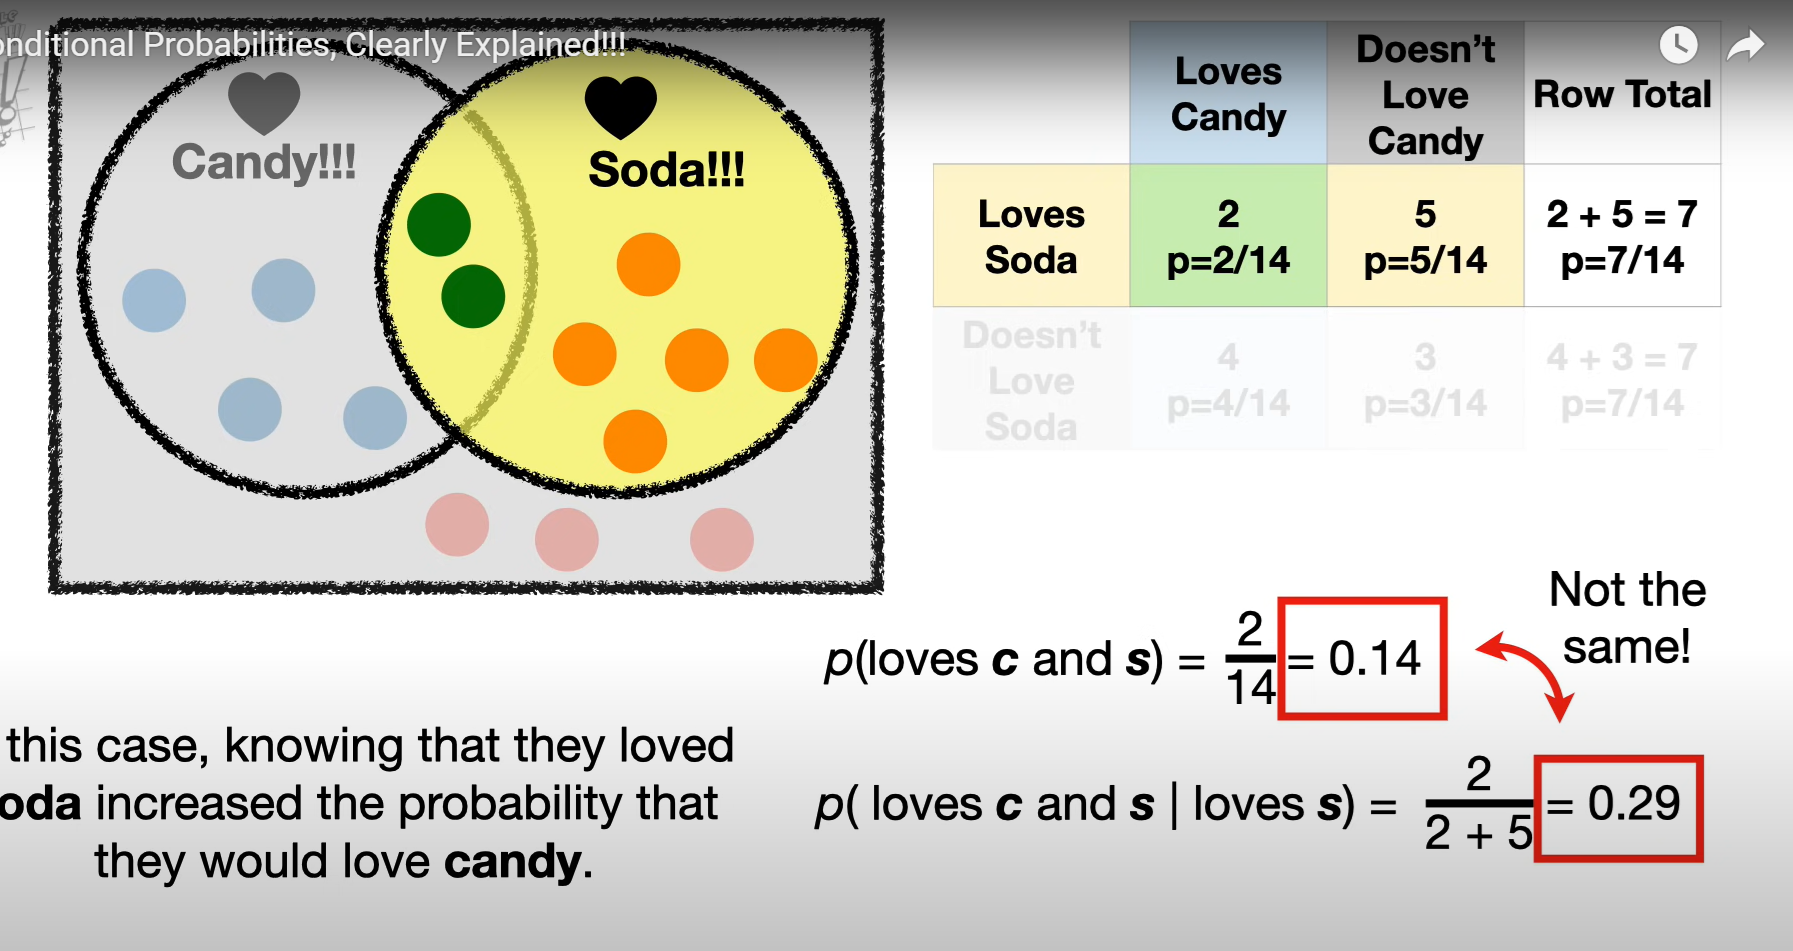 onditional Probabilities, Clearly Explained!!!
Candy!!!
Soda!!!
Loves
Candy
Doesn’t
Love
Candy
Row Total
Loves
Soda
2
p=2/14
5
p=5/14
2 + 5 = 7
p=7/14
Doesn’t
Love
Soda
4
p=4/14
3
p=3/14
4 + 3 = 7
p=7/14
Not the
same!
p(loves c and s) = 2/14 = 0.14
this case, knowing that they loved
oda increased the probability that
they would love candy.
p( loves c and s | loves s) = 2/2 + 5 = 0.29